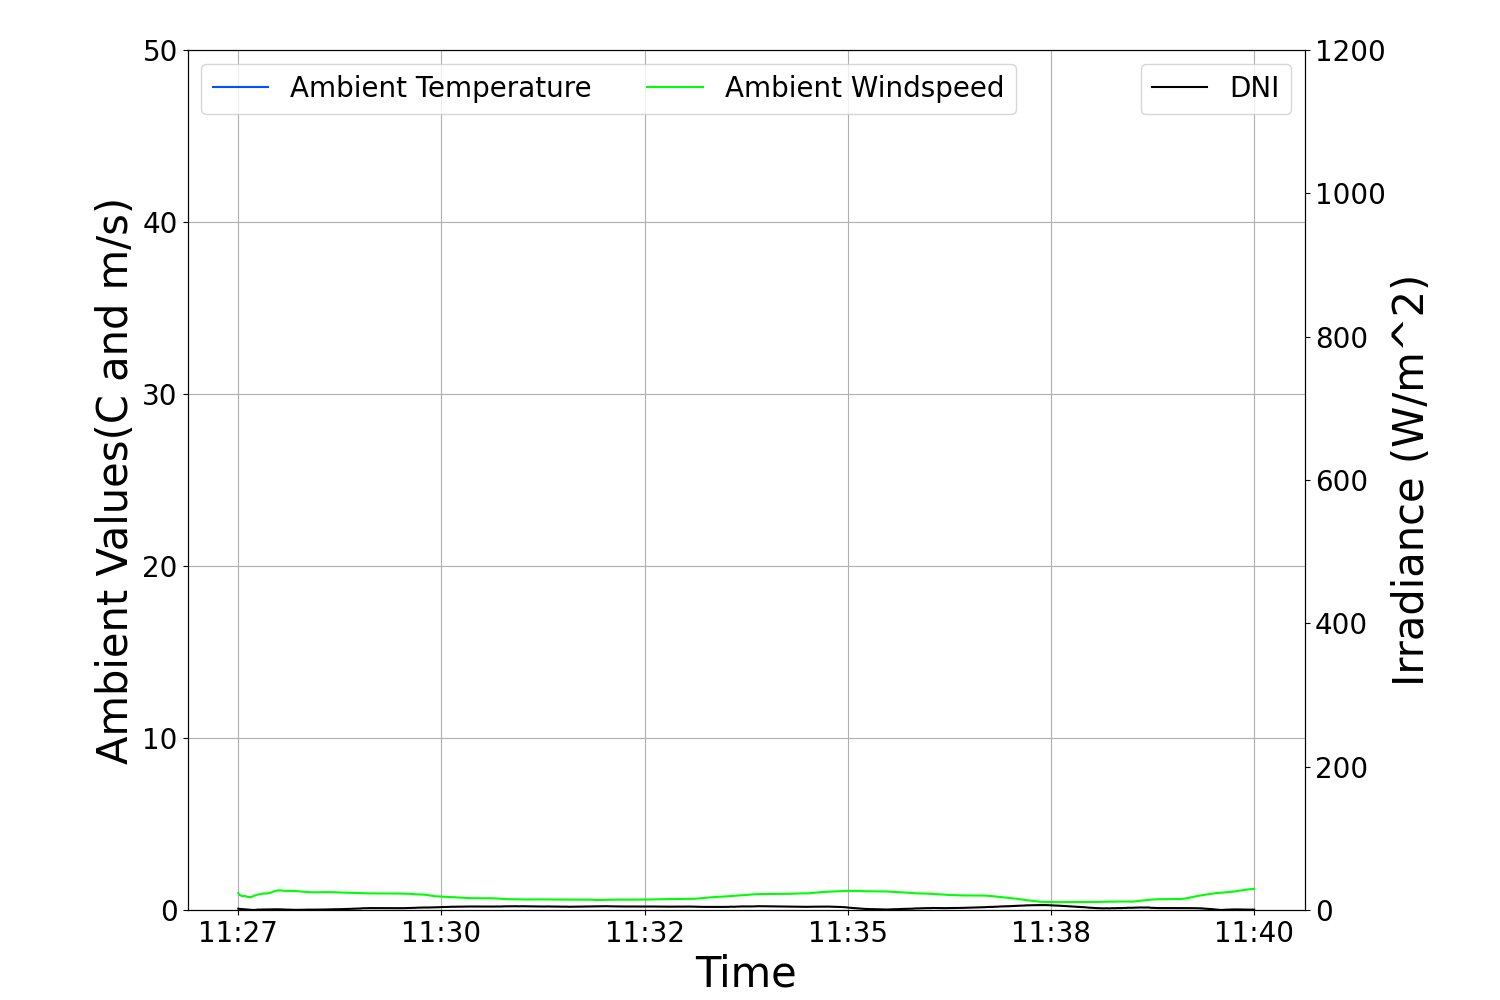 Ambient Temperature Ambient Windspeed DNI
50
40
30
20
10
0
Ambient Values(C and m/s)
1200
1000
800
600
400
200
0
Irradiance (W/m^2)
11:27 11:30 11:32 11:35 11:38 11:40
Time